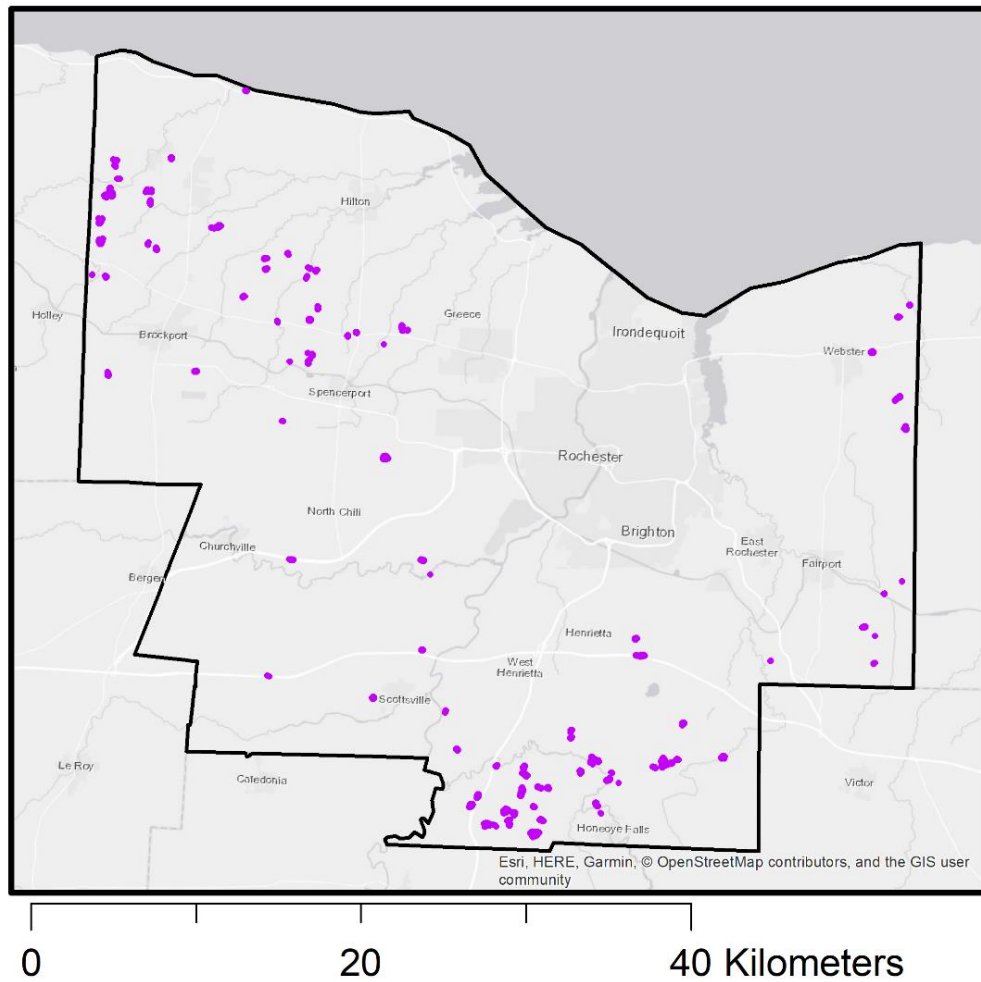 Hilton
Holley
Greece
Irondequoit
Brockport
Webster
Spencerport
Rochester
North Chili
Brighton
Churchville
East
Rochester
Fairport
Bergen
Henrietta
West
Henrietta
Scottsville
Le Roy
Caledonia
Victor
Honeoye Falls
Esri, HERE, Garmin, © OpenStreetMap contributors, and the GIS user
community
0 20 40 Kilometers